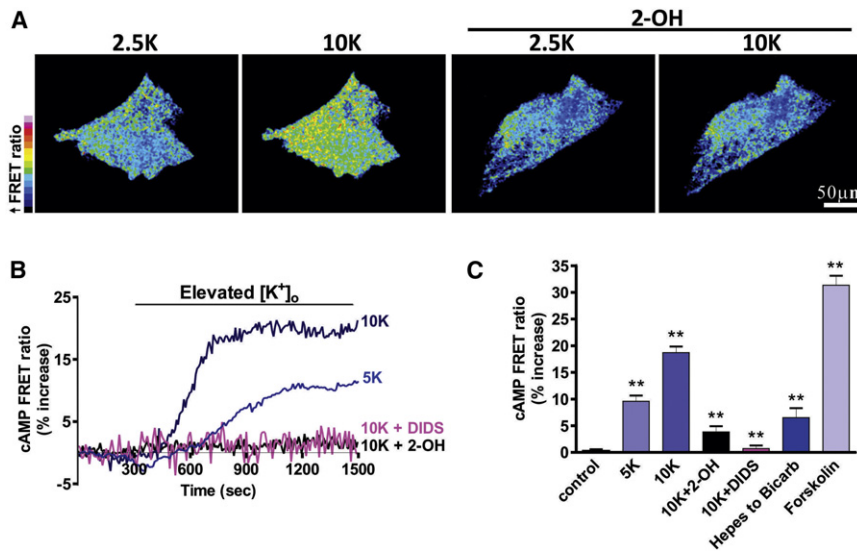 A
2-OH
2.5K
10K
2.5K
10K
↑ FRET ratio
50µm
B
Elevated [K⁺]ₒ
cAMP FRET ratio
(% increase)
25
15
5
-5
10K
5K
10K + DIDS
10K + 2-OH
300
600
900
1200
1500
Time (sec)
C
cAMP FRET ratio
(% increase)
35
30
25
20
15
10
5
0
**
**
**
**
**
**
control
5K
10K
10K+2-OH
10K+DIDS
Hepes to Bicarb
Forskolin